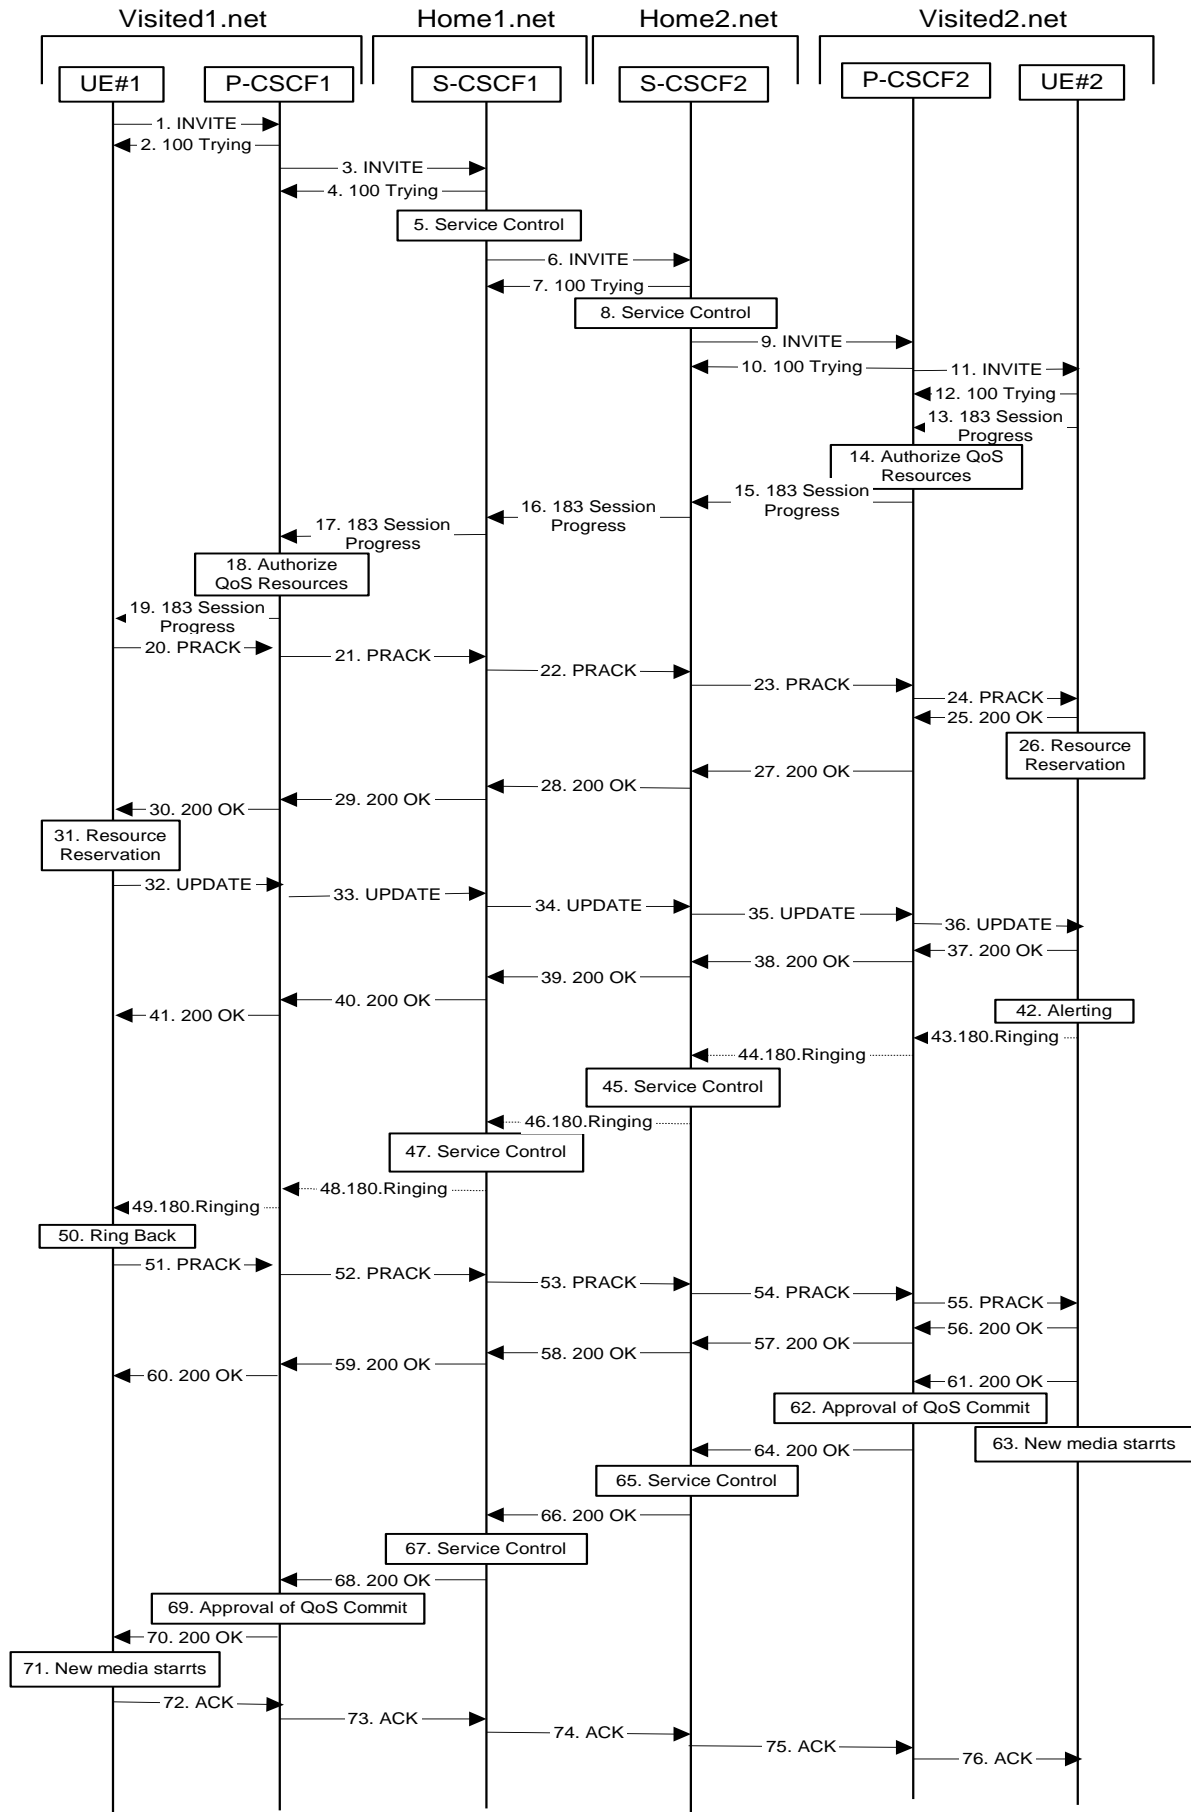 Visited1.net
Home1.net
Home2.net
Visited2.net
UE#1
P-CSCF1
S-CSCF1
S-CSCF2
P-CSCF2
UE#2
1. INVITE
2. 100 Trying
3. INVITE
4. 100 Trying
5. Service Control
6. INVITE
7. 100 Trying
8. Service Control
9. INVITE
10. 100 Trying
11. INVITE
12. 100 Trying
13. 183 Session
Progress
14. Authorize QoS
Resources
15. 183 Session
Progress
16. 183 Session
Progress
17. 183 Session
Progress
18. Authorize
QoS Resources
19. 183 Session
Progress
20. PRACK
21. PRACK
22. PRACK
23. PRACK
24. PRACK
25. 200 OK
26. Resource
Reservation
27. 200 OK
28. 200 OK
29. 200 OK
30. 200 OK
31. Resource
Reservation
32. UPDATE
33. UPDATE
34. UPDATE
35. UPDATE
36. UPDATE
37. 200 OK
38. 200 OK
39. 200 OK
40. 200 OK
41. 200 OK
42. Alerting
43.180.Ringing
44.180.Ringing
45. Service Control
46.180.Ringing
47. Service Control
48.180.Ringing
49.180.Ringing
50. Ring Back
51. PRACK
52. PRACK
53. PRACK
54. PRACK
55. PRACK
56. 200 OK
57. 200 OK
58. 200 OK
59. 200 OK
60. 200 OK
61. 200 OK
62. Approval of QoS Commit
63. New media starrts
64. 200 OK
65. Service Control
66. 200 OK
67. Service Control
68. 200 OK
69. Approval of QoS Commit
70. 200 OK
71. New media starrts
72. ACK
73. ACK
74. ACK
75. ACK
76. ACK